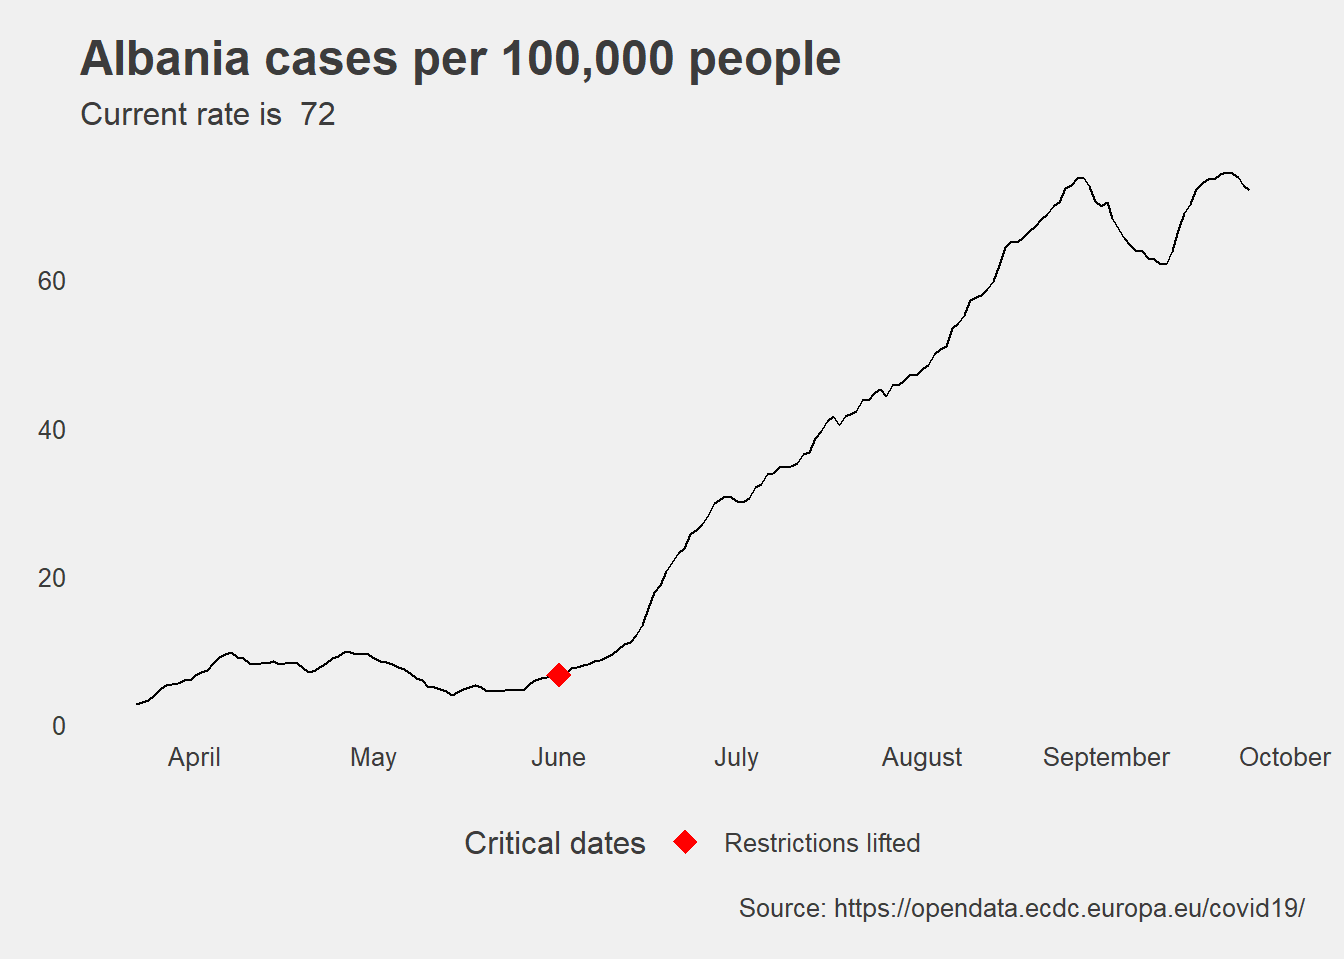 Albania cases per 100,000 people
Current rate is  72
60
40
20
0
April May June July August September October
Critical dates Restrictions lifted
Source: https://opendata.ecdc.europa.eu/covid19/